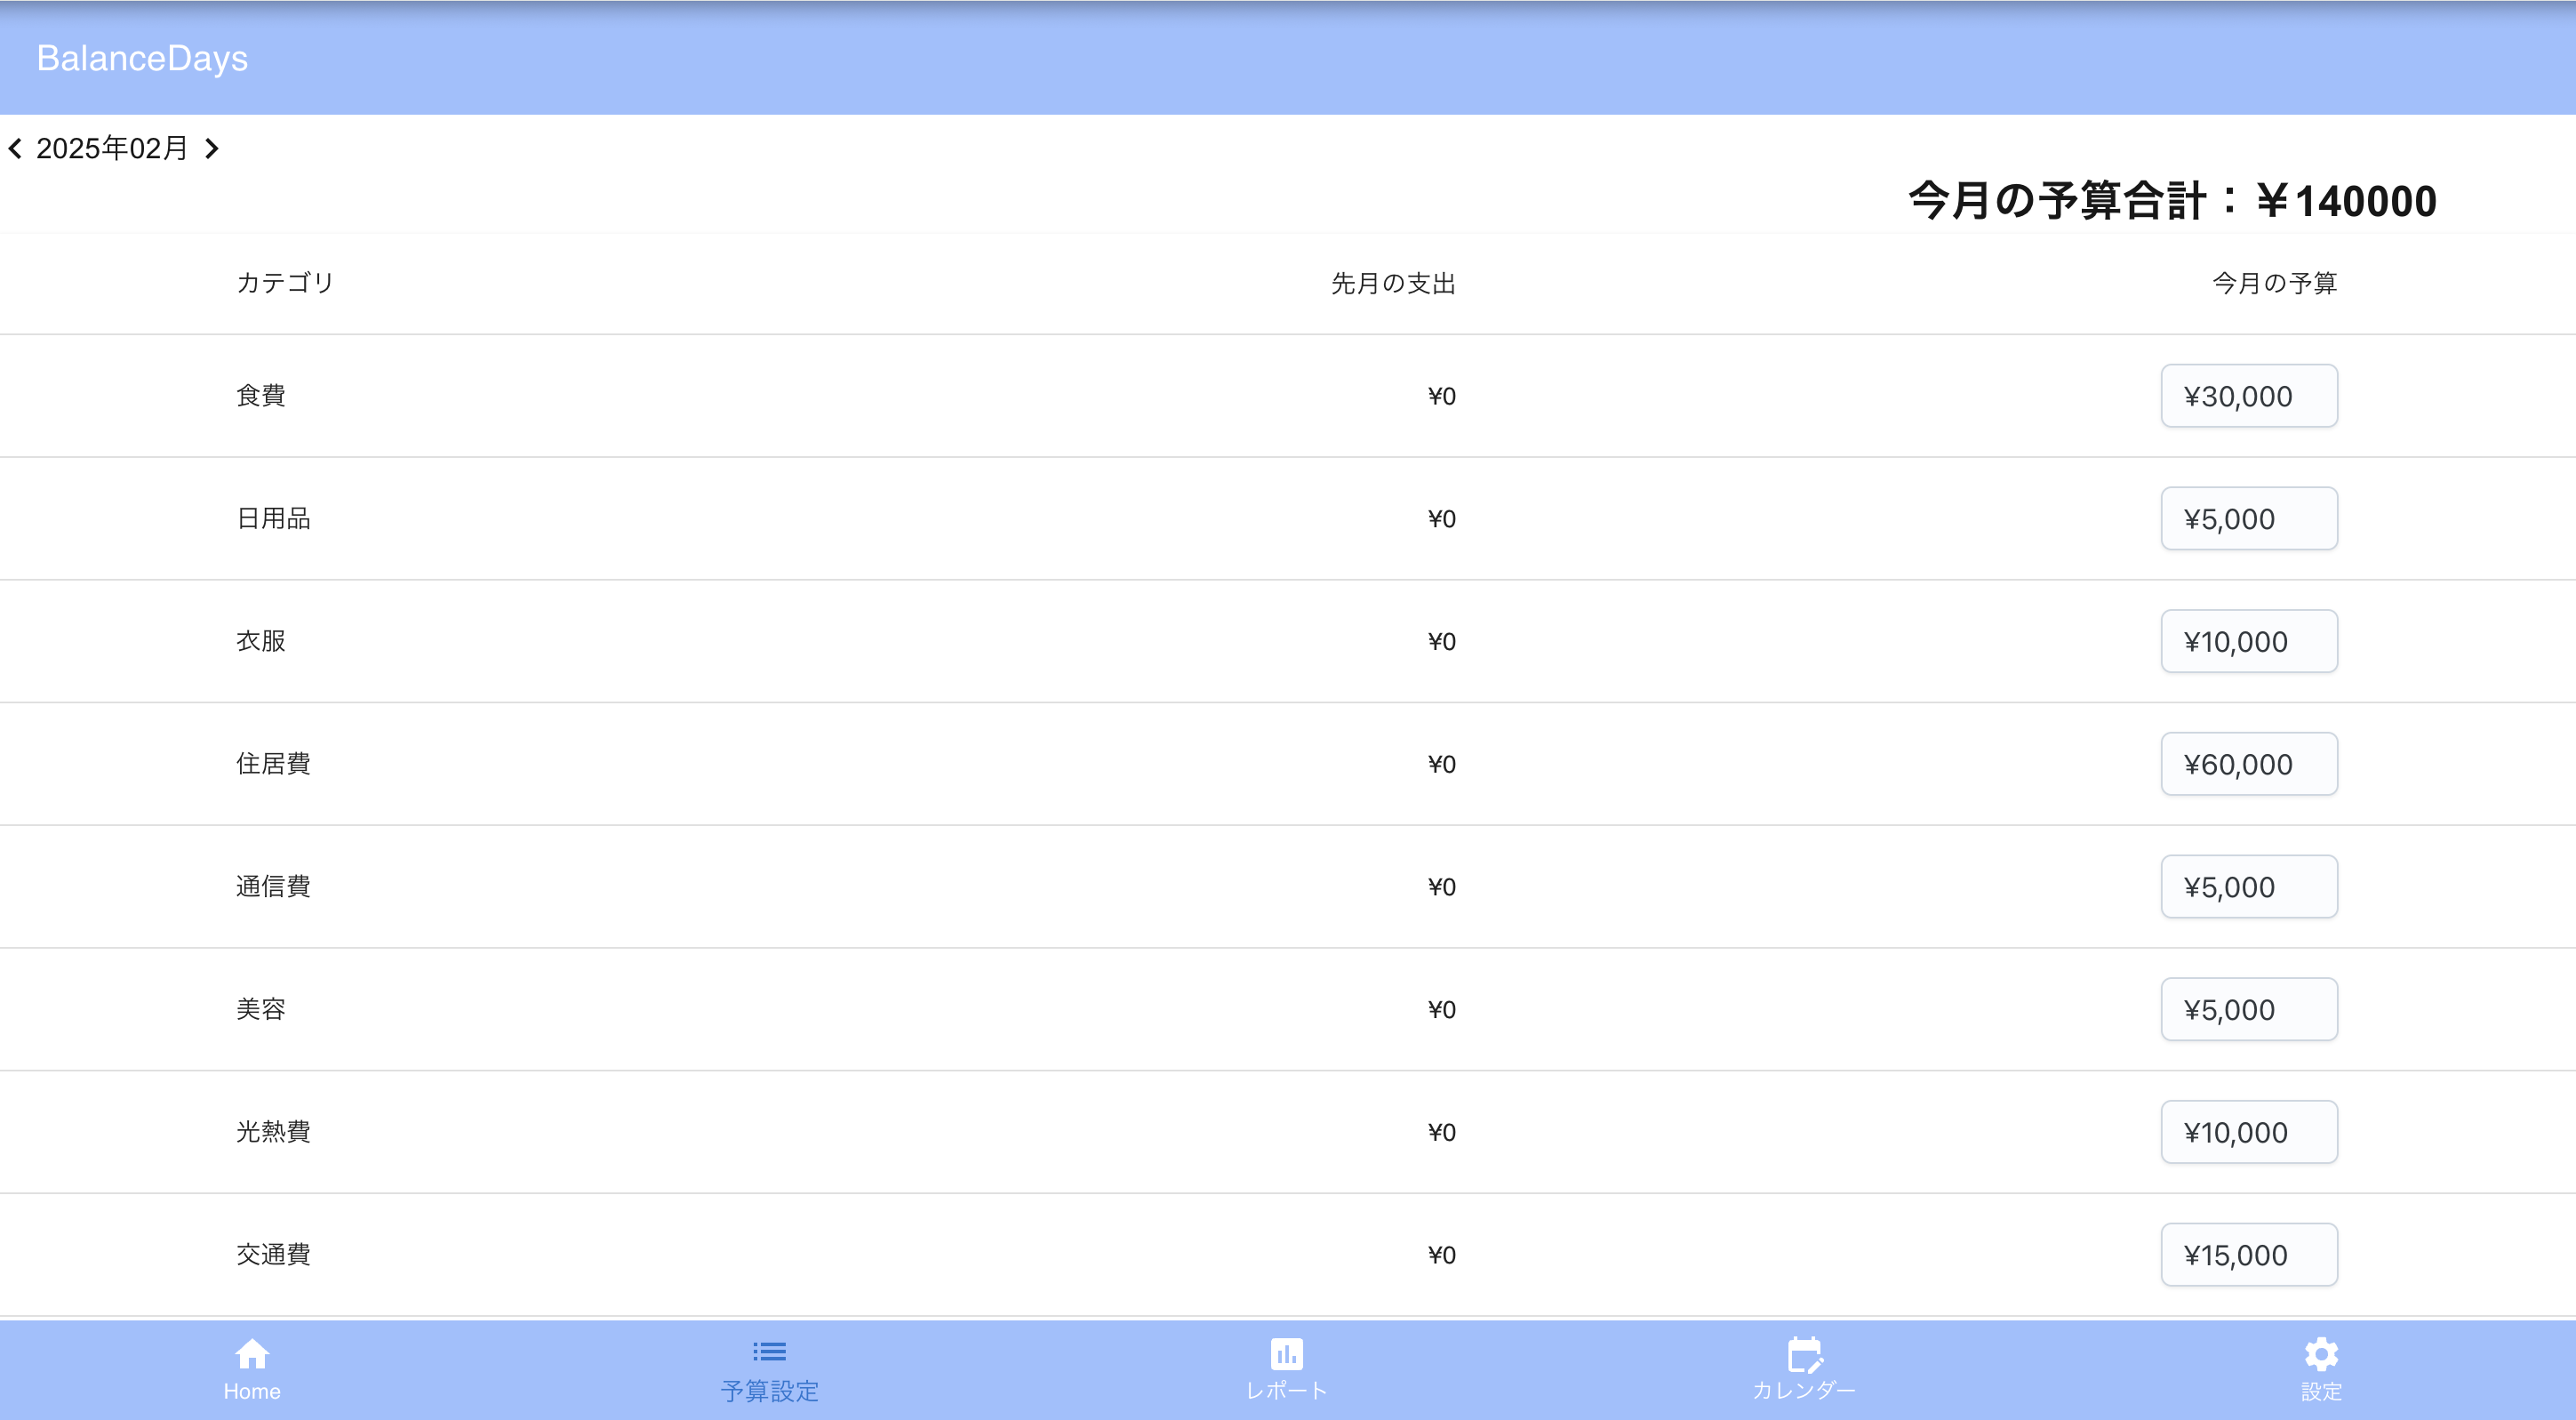 BalanceDays
2025年02月
今月の予算合計：￥140000
カテゴリ 先月の支出 今月の予算
食費 ¥0 ¥30,000
日用品 ¥0 ¥5,000
衣服 ¥0 ¥10,000
住居費 ¥0 ¥60,000
通信費 ¥0 ¥5,000
美容 ¥0 ¥5,000
光熱費 ¥0 ¥10,000
交通費 ¥0 ¥15,000
Home 予算設定 レポート カレンダー 設定